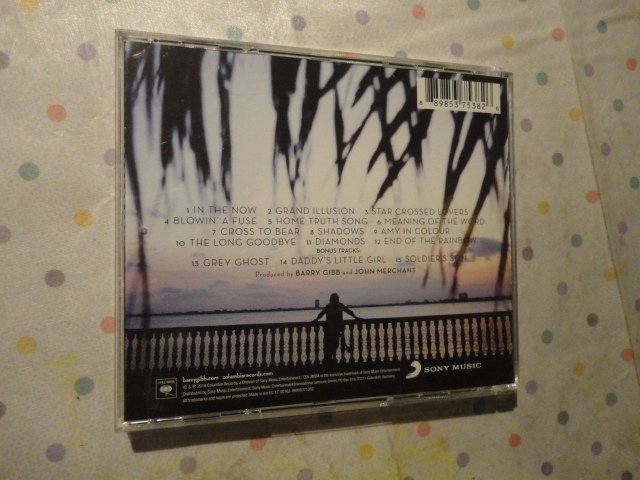 8 89853 75382 6
1 IN THE NOW 2 GRAND ILLUSION 3 STAR CROSSED LOVERS
4 BLOWIN' A FUSE 5 HOME TRUTH SONG 6 MEANING OF THE WORD
7 CROSS TO BEAR 8 SHADOWS 9 AMY IN COLOUR
10 THE LONG GOODBYE 11 DIAMONDS 12 END OF THE RAINBOW
BONUS TRACKS:
13 GREY GHOST 14 DADDY'S LITTLE GIRL 15 SOLDIER'S SON
Produced by BARRY GIBB and JOHN MERCHANT
barrygibb.com columbiarecords.com
SONY MUSIC